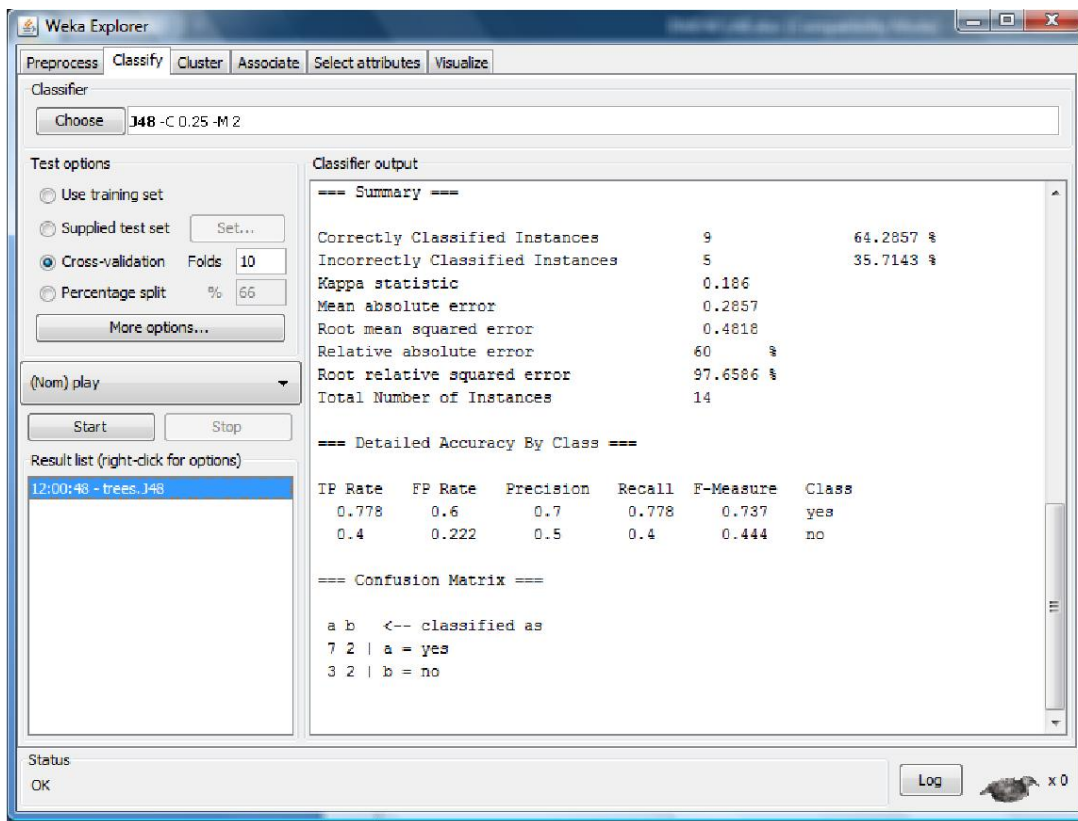 Weka Explorer
Preprocess Classify Cluster Associate Select attributes Visualize
Classifier
Choose J48 -C 0.25 -M 2
Test options
Use training set
Supplied test set Set...
Cross-validation Folds 10
Percentage split % 66
More options...
(Nom) play
Start Stop
Result list (right-click for options)
12:00:48 - trees.J48
Classifier output
=== Summary ===
Correctly Classified Instances 9 64.2857 %
Incorrectly Classified Instances 5 35.7143 %
Kappa statistic 0.186
Mean absolute error 0.2857
Root mean squared error 0.4818
Relative absolute error 60 %
Root relative squared error 97.6586 %
Total Number of Instances 14
=== Detailed Accuracy By Class ===
TP Rate FP Rate Precision Recall F-Measure Class
0.778 0.6 0.7 0.778 0.737 yes
0.4 0.222 0.5 0.4 0.444 no
=== Confusion Matrix ===
a b <-- classified as
7 2 | a = yes
3 2 | b = no
Status
OK
Log x 0